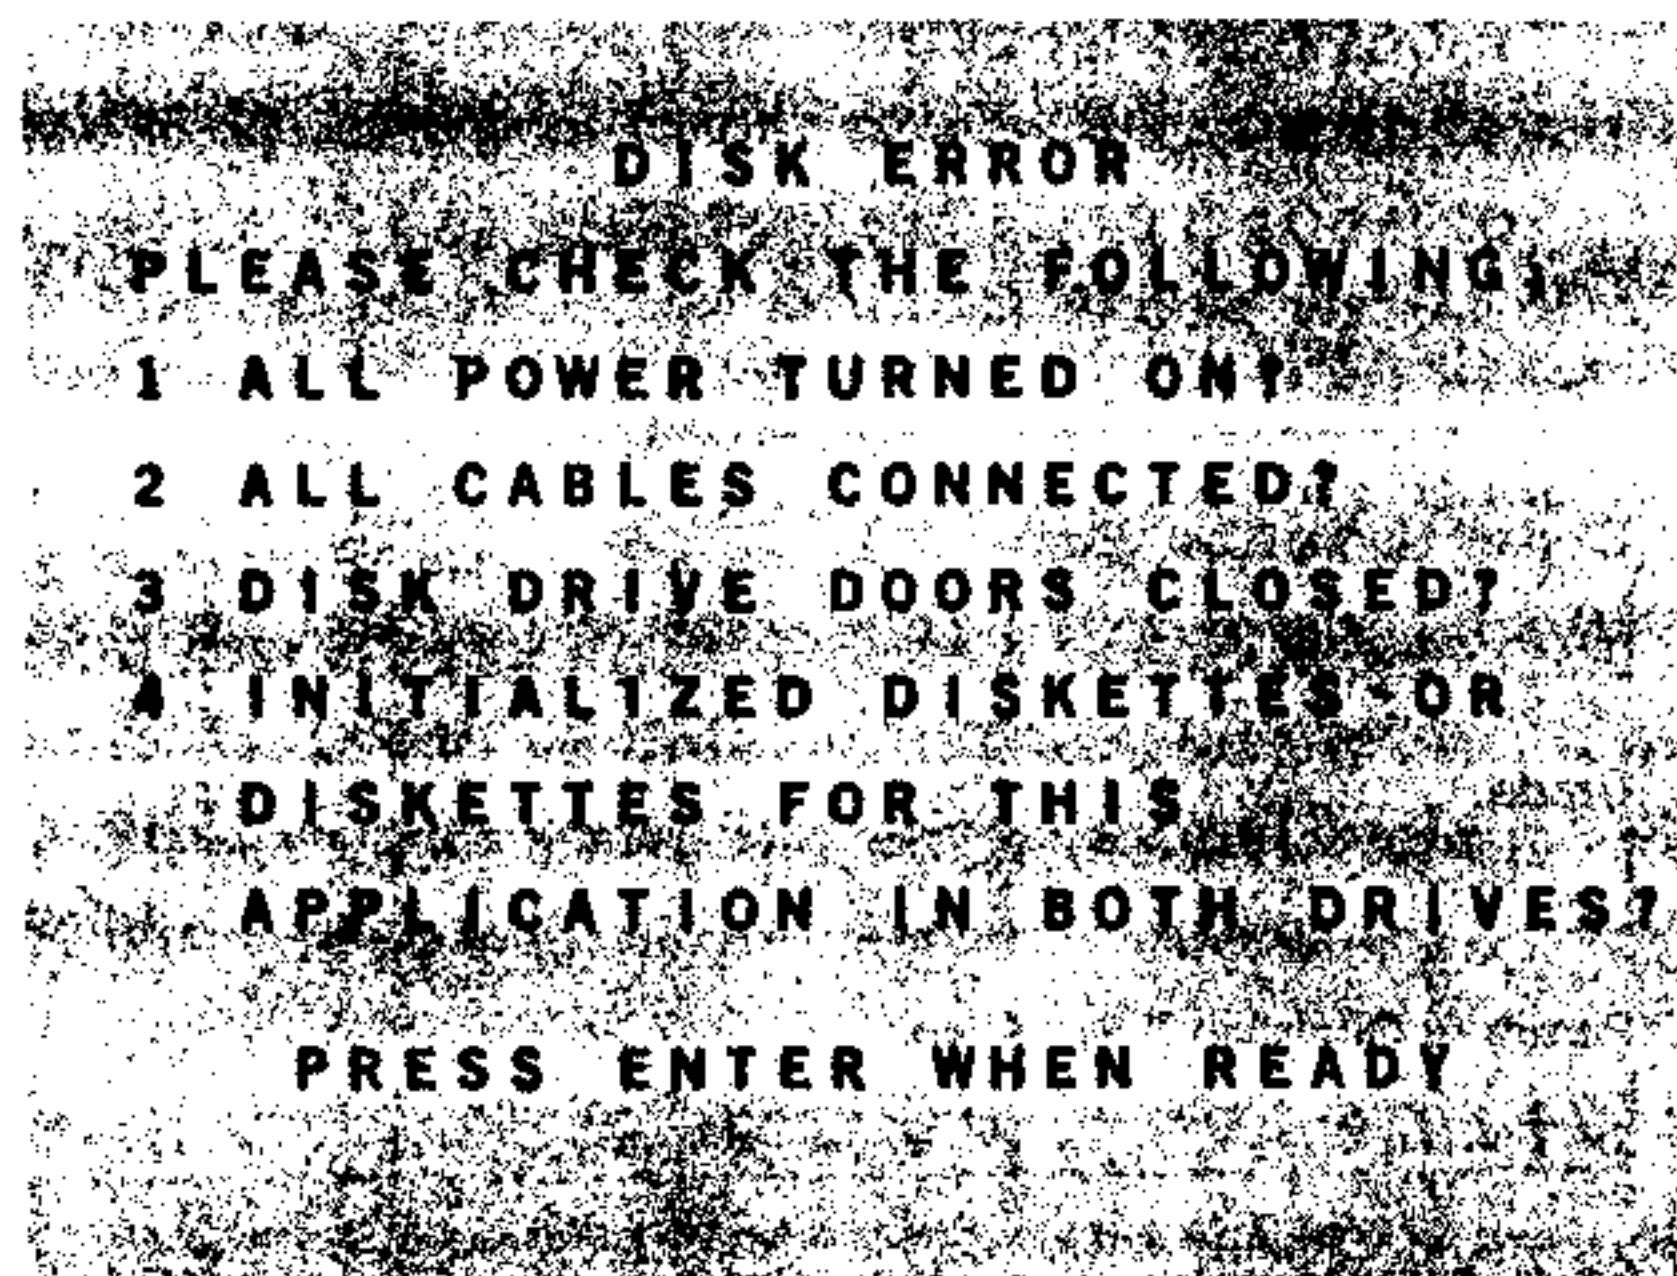 DISK ERROR
PLEASE CHECK THE FOLLOWING;
1 ALL POWER TURNED ON?
2 ALL CABLES CONNECTED?
3 DISK DRIVE DOORS CLOSED?
4 INITIALIZED DISKETTES OR
DISKETTES FOR THIS
APPLICATION IN BOTH DRIVES?
PRESS ENTER WHEN READY